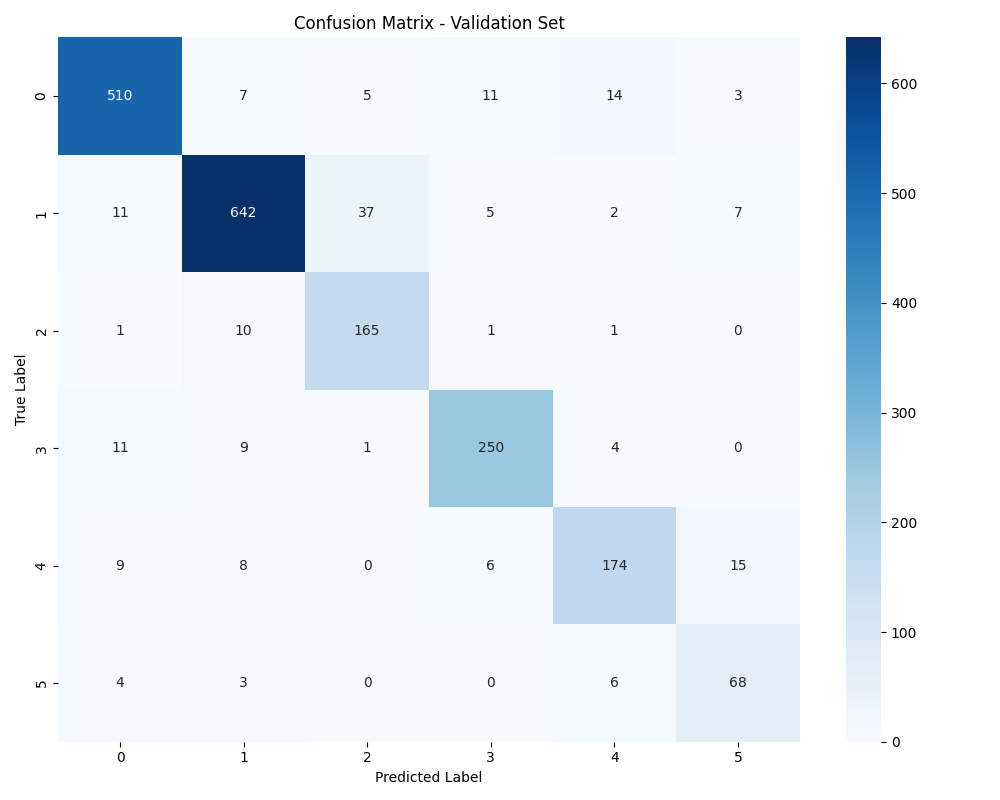 Confusion Matrix - Validation Set
0 510 7 5 11 14 3
1 11 642 37 5 2 7
2 1 10 165 1 1 0
3 11 9 1 250 4 0
4 9 8 0 6 174 15
5 4 3 0 0 6 68
0 1 2 3 4 5
True Label
Predicted Label
600
500
400
300
200
100
0